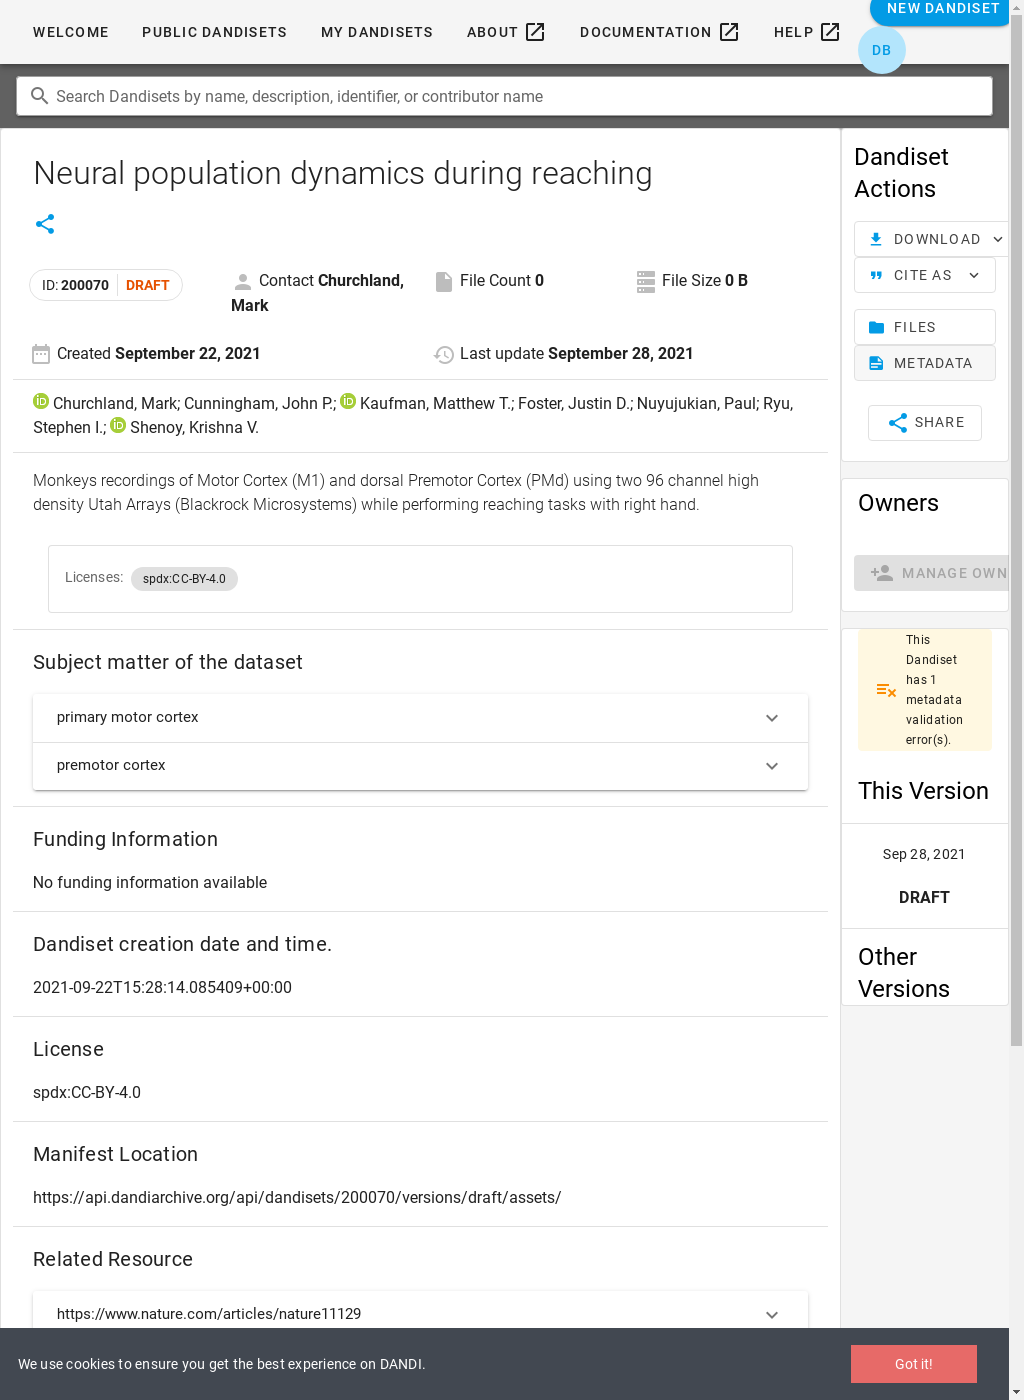 WELCOME PUBLIC DANDISETS MY DANDISETS ABOUT DOCUMENTATION HELP NEW DANDISET
DB
Search Dandisets by name, description, identifier, or contributor name
Neural population dynamics during reaching
ID: 200070 DRAFT
Contact Churchland, Mark
File Count 0
File Size 0 B
Created September 22, 2021
Last update September 28, 2021
iD Churchland, Mark; Cunningham, John P.; iD Kaufman, Matthew T.; Foster, Justin D.; Nuyujukian, Paul; Ryu,
Stephen I.; iD Shenoy, Krishna V.
Monkeys recordings of Motor Cortex (M1) and dorsal Premotor Cortex (PMd) using two 96 channel high
density Utah Arrays (Blackrock Microsystems) while performing reaching tasks with right hand.
Licenses: spdx:CC-BY-4.0
Subject matter of the dataset
primary motor cortex
premotor cortex
Funding Information
No funding information available
Dandiset creation date and time.
2021-09-22T15:28:14.085409+00:00
License
spdx:CC-BY-4.0
Manifest Location
https://api.dandiarchive.org/api/dandisets/200070/versions/draft/assets/
Related Resource
https://www.nature.com/articles/nature11129
Dandiset
Actions
DOWNLOAD
CITE AS
FILES
METADATA
SHARE
Owners
MANAGE OWN
This
Dandiset
has 1
metadata
validation
error(s).
This Version
Sep 28, 2021
DRAFT
Other
Versions
We use cookies to ensure you get the best experience on DANDI.
Got it!